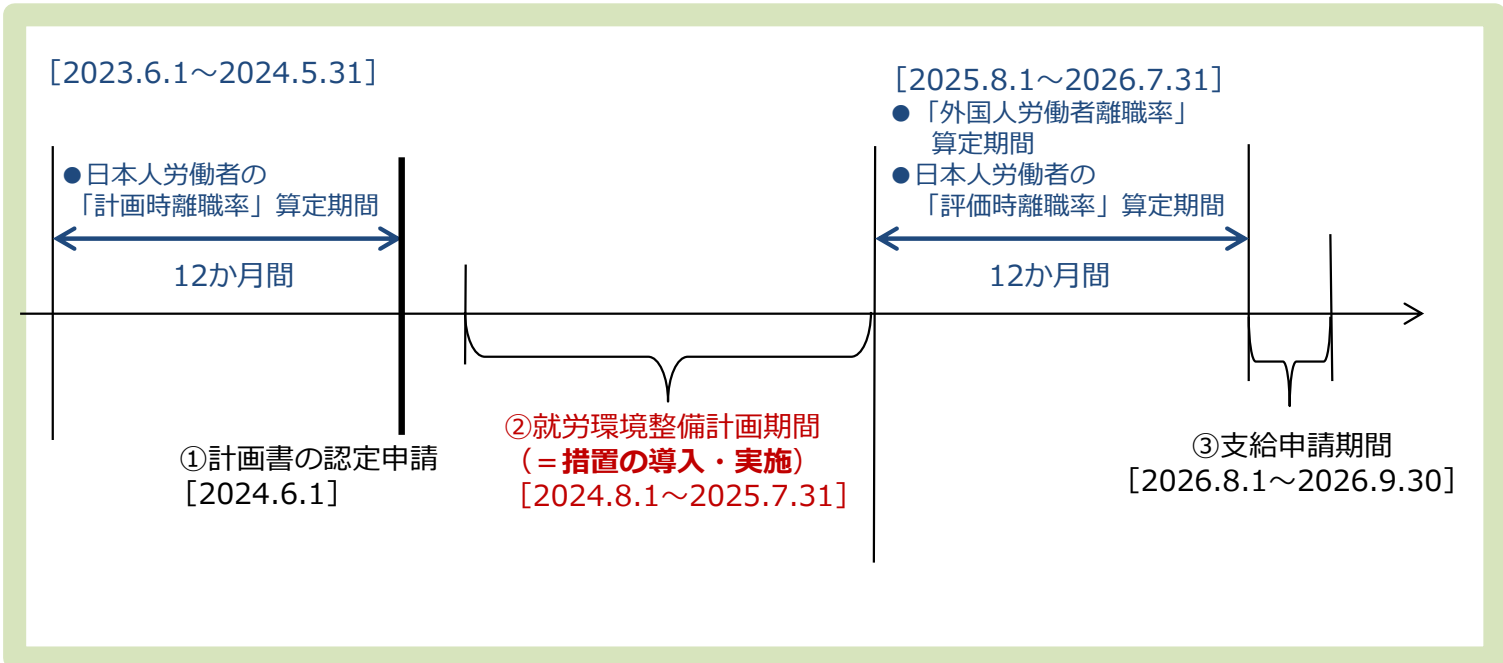 ［2023.6.1～2024.5.31］
●日本人労働者の
「計画時離職率」算定期間
12か月間
①計画書の認定申請
［2024.6.1］
②就労環境整備計画期間
（＝措置の導入・実施）
［2024.8.1～2025.7.31］
［2025.8.1～2026.7.31］
●「外国人労働者離職率」
算定期間
●日本人労働者の
「評価時離職率」算定期間
12か月間
③支給申請期間
［2026.8.1～2026.9.30］